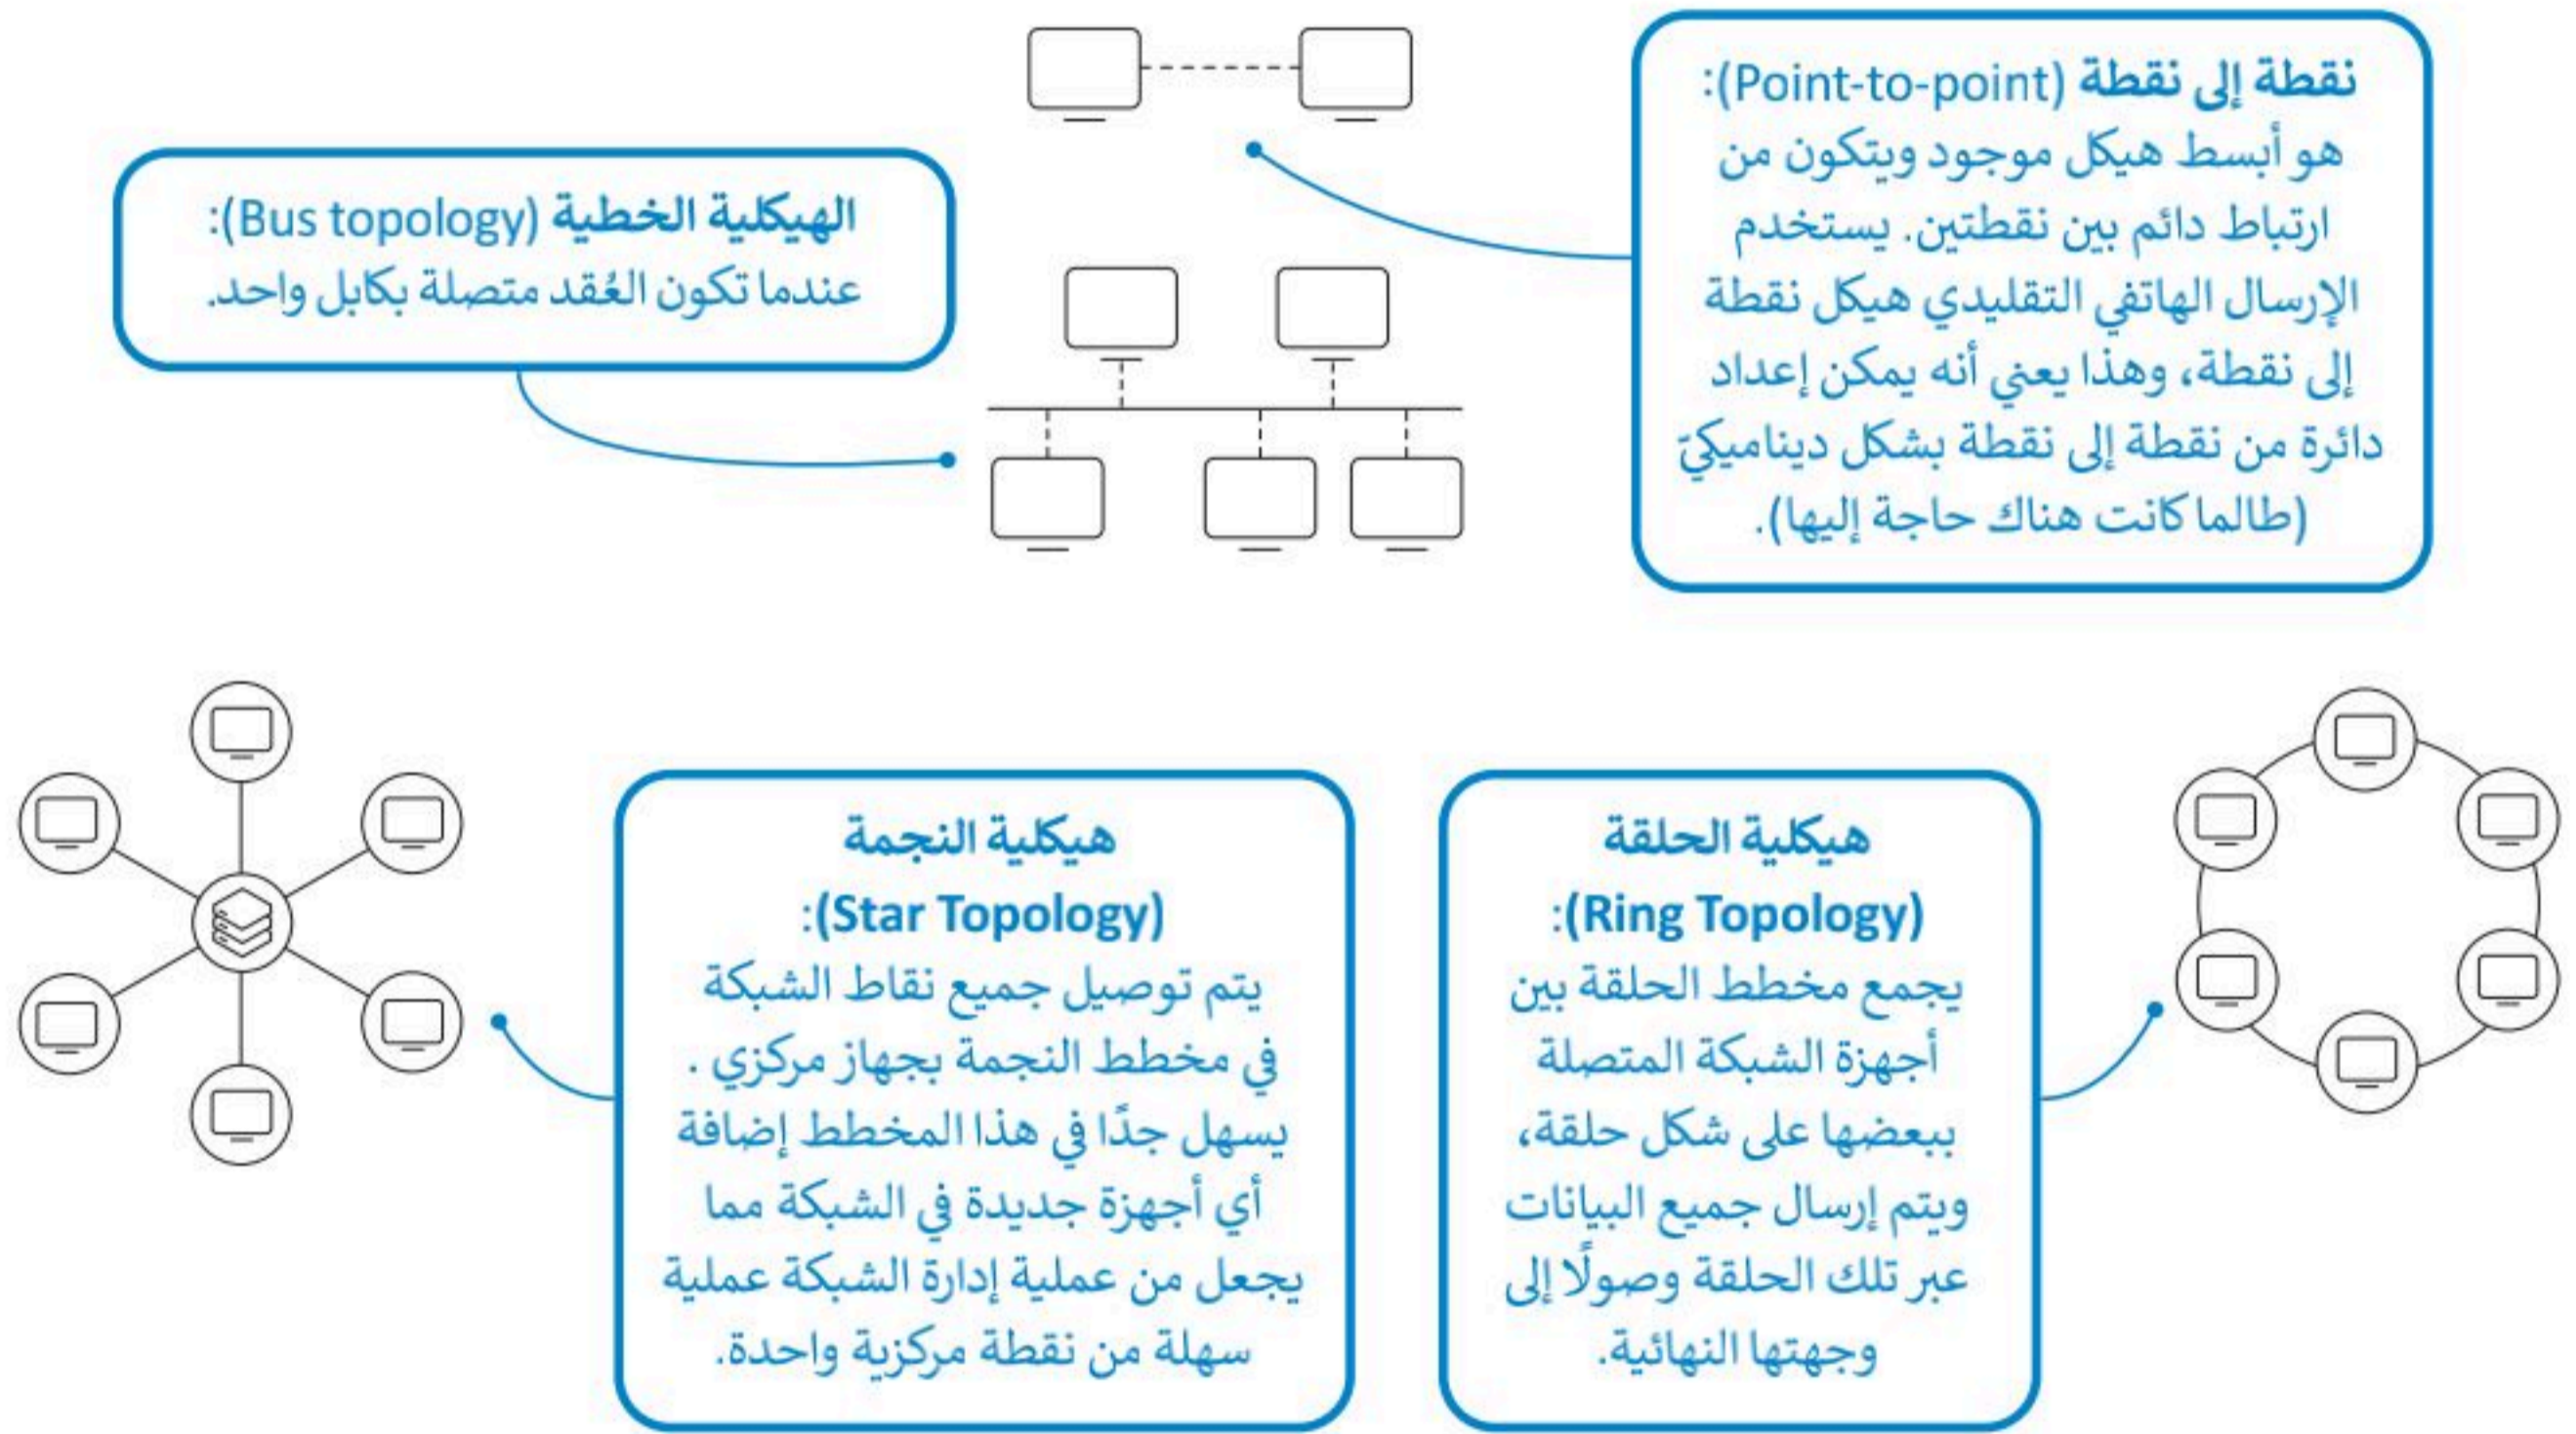 نقطة إلى نقطة (Point-to-point):
هو أبسط هيكل موجود ويتكون من
ارتباط دائم بين نقطتين. يستخدم
الإرسال الهاتفي التقليدي هيكل نقطة
إلى نقطة، وهذا يعني أنه يمكن إعداد
دائرة من نقطة إلى نقطة بشكل ديناميكيّ
(طالما كانت هناك حاجة إليها).
الهيكلية الخطية (Bus topology):
عندما تكون العُقد متصلة بكابل واحد.
هيكلية الحلقة
(Ring Topology):
يجمع مخطط الحلقة بين
أجهزة الشبكة المتصلة
ببعضها على شكل حلقة،
ويتم إرسال جميع البيانات
عبر تلك الحلقة وصولًا إلى
وجهتها النهائية.
هيكلية النجمة
(Star Topology):
يتم توصيل جميع نقاط الشبكة
في مخطط النجمة بجهاز مركزي .
يسهل جدًا في هذا المخطط إضافة
أي أجهزة جديدة في الشبكة مما
يجعل من عملية إدارة الشبكة عملية
سهلة من نقطة مركزية واحدة.